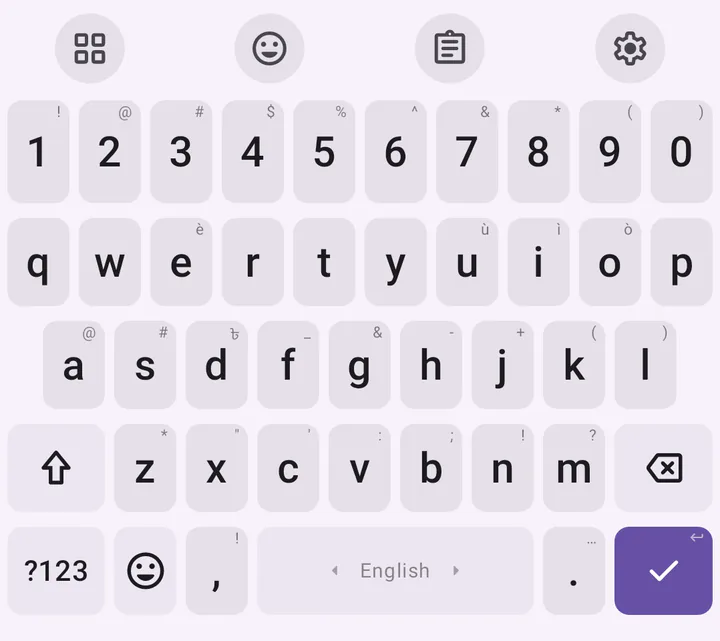 ! @ # $ % ^ & * ( )
1 2 3 4 5 6 7 8 9 0
è ù ì ò
q w e r t y u i o p
@ # ъ _ & - + ( )
a s d f g h j k l
* " ' : ; ! ?
z x c v b n m
! …
?123 , English .